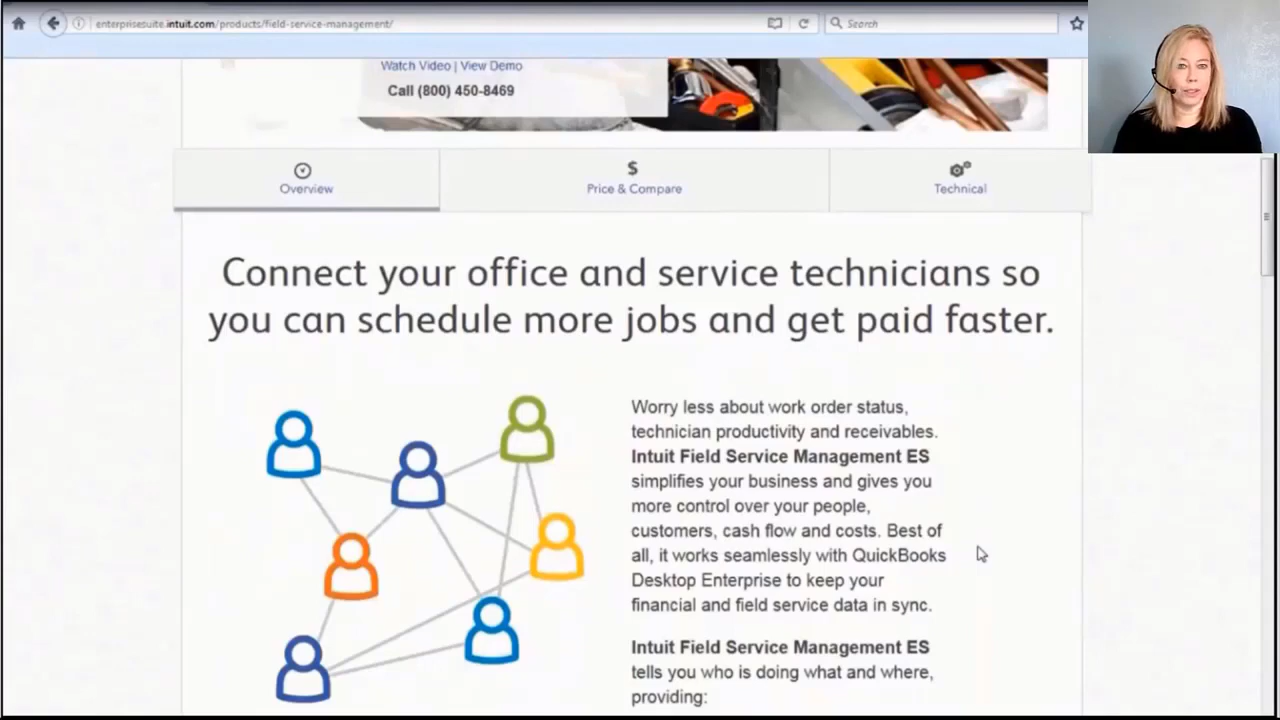 enterprisesuite.intuit.com/products/field-service-management/
Search
Watch Video | View Demo
Call (800) 450-8469
Overview
$
Price & Compare
Technical
Connect your office and service technicians so
you can schedule more jobs and get paid faster.
Worry less about work order status,
technician productivity and receivables.
Intuit Field Service Management ES
simplifies your business and gives you
more control over your people,
customers, cash flow and costs. Best of
all, it works seamlessly with QuickBooks
Desktop Enterprise to keep your
financial and field service data in sync.
Intuit Field Service Management ES
tells you who is doing what and where,
providing: